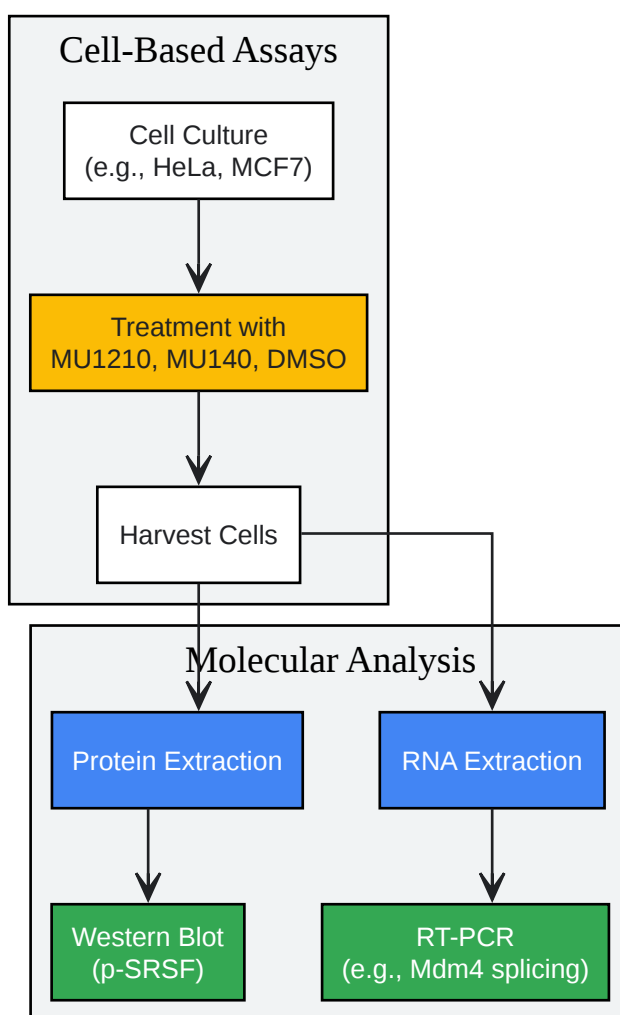 Cell-Based Assays
Cell Culture
(e.g., HeLa, MCF7)
Treatment with
MU1210, MU140, DMSO
Harvest Cells
Molecular Analysis
Protein Extraction
RNA Extraction
Western Blot
(p-SRSF)
RT-PCR
(e.g., Mdm4 splicing)